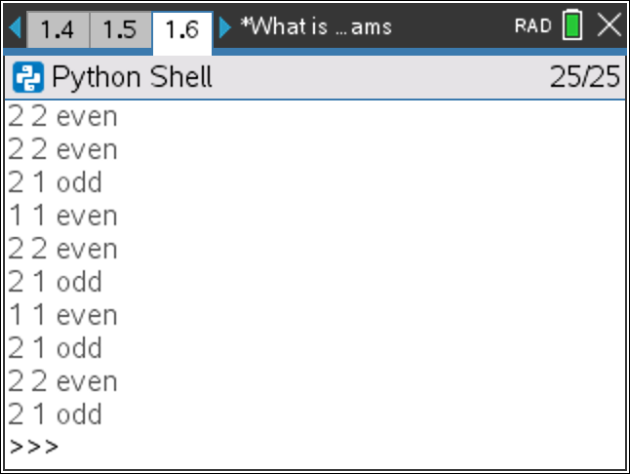 1.4 1.5 1.6 *What is ...ams RAD
Python Shell 25/25
2 2 even
2 2 even
2 1 odd
1 1 even
2 2 even
2 1 odd
1 1 even
2 1 odd
2 2 even
2 1 odd
>>>